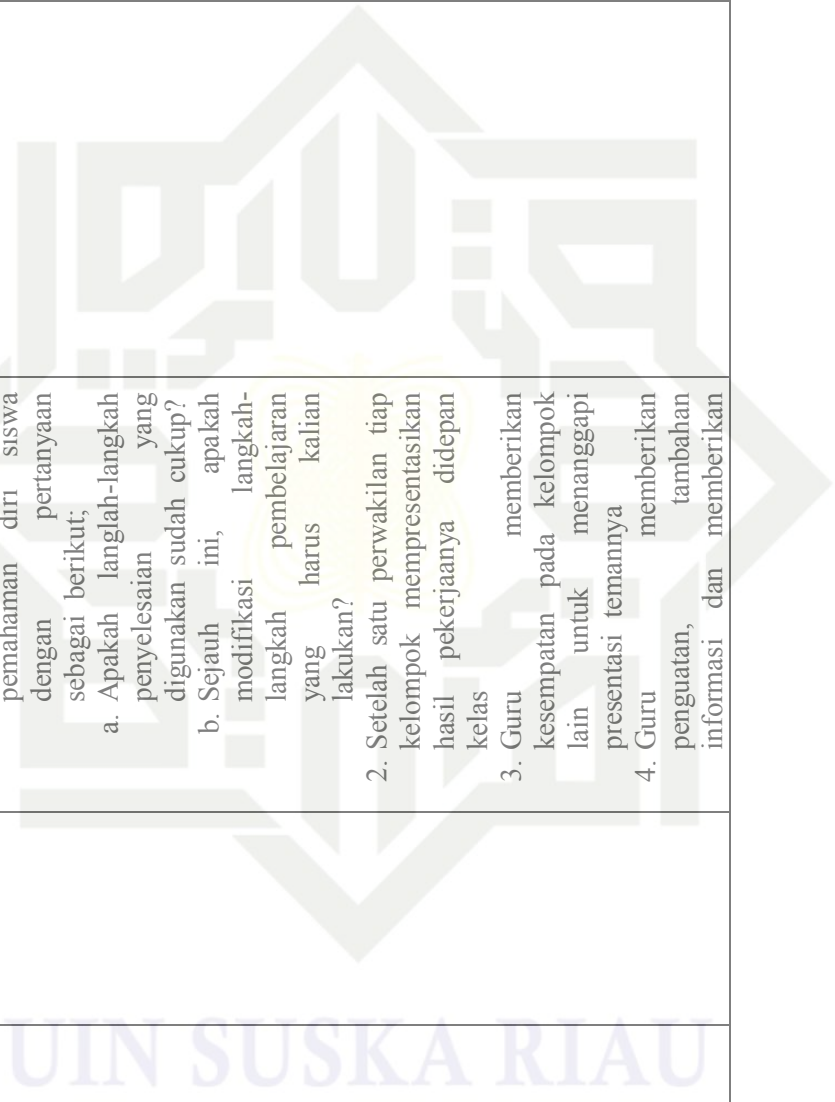 pemahaman diri siswa
dengan pertanyaan
sebagai berikut;
a. Apakah langlah-langkah
penyelesaian yang
digunakan sudah cukup?
b. Sejauh ini, apakah
modifikasi langkah-
langkah pembelajaran
yang harus kalian
lakukan?
2. Setelah satu perwakilan tiap
kelompok mempresentasikan
hasil pekerjaanya didepan
kelas
3. Guru memberikan
kesempatan pada kelompok
lain untuk menanggapi
presentasi temannya
4. Guru memberikan
penguatan, tambahan
informasi dan memberikan
UIN SUSKA RIAU